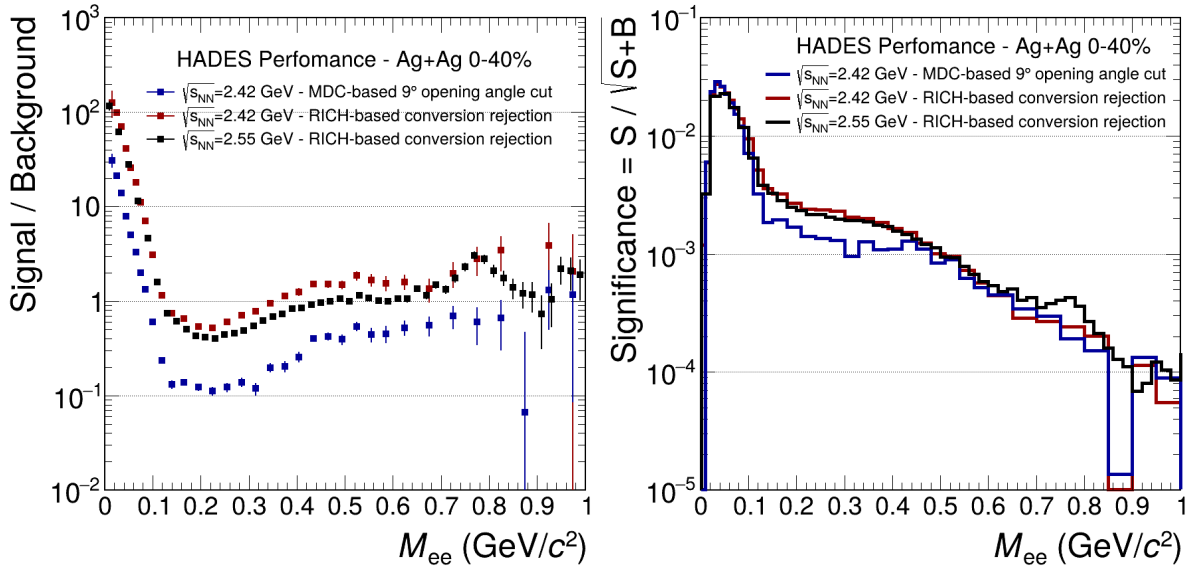 Signal / Background
10³
10²
10
1
10⁻¹
10⁻²
HADES Perfomance - Ag+Ag 0-40%
√sNN=2.42 GeV - MDC-based 9° opening angle cut
√sNN=2.42 GeV - RICH-based conversion rejection
√sNN=2.55 GeV - RICH-based conversion rejection
0 0.1 0.2 0.3 0.4 0.5 0.6 0.7 0.8 0.9 1
Mee (GeV/c²)
Significance = S / √S+B
10⁻¹
10⁻²
10⁻³
10⁻⁴
10⁻⁵
HADES Perfomance - Ag+Ag 0-40%
√sNN=2.42 GeV - MDC-based 9° opening angle cut
√sNN=2.42 GeV - RICH-based conversion rejection
√sNN=2.55 GeV - RICH-based conversion rejection
0 0.1 0.2 0.3 0.4 0.5 0.6 0.7 0.8 0.9 1
Mee (GeV/c²)